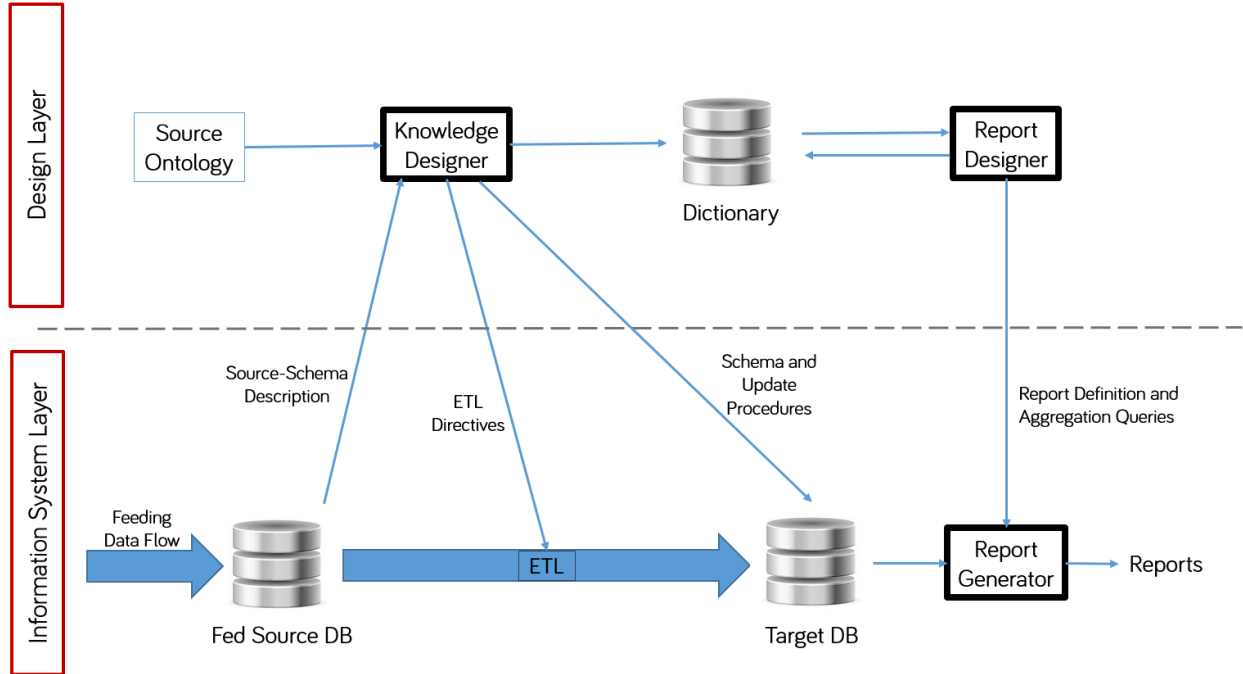 Design Layer
Source
Ontology
Knowledge
Designer
Dictionary
Report
Designer
Information System Layer
Source-Schema
Description
ETL
Directives
Schema and
Update
Procedures
Report Definition and
Aggregation Queries
Feeding
Data Flow
Fed Source DB
ETL
Target DB
Report
Generator
Reports